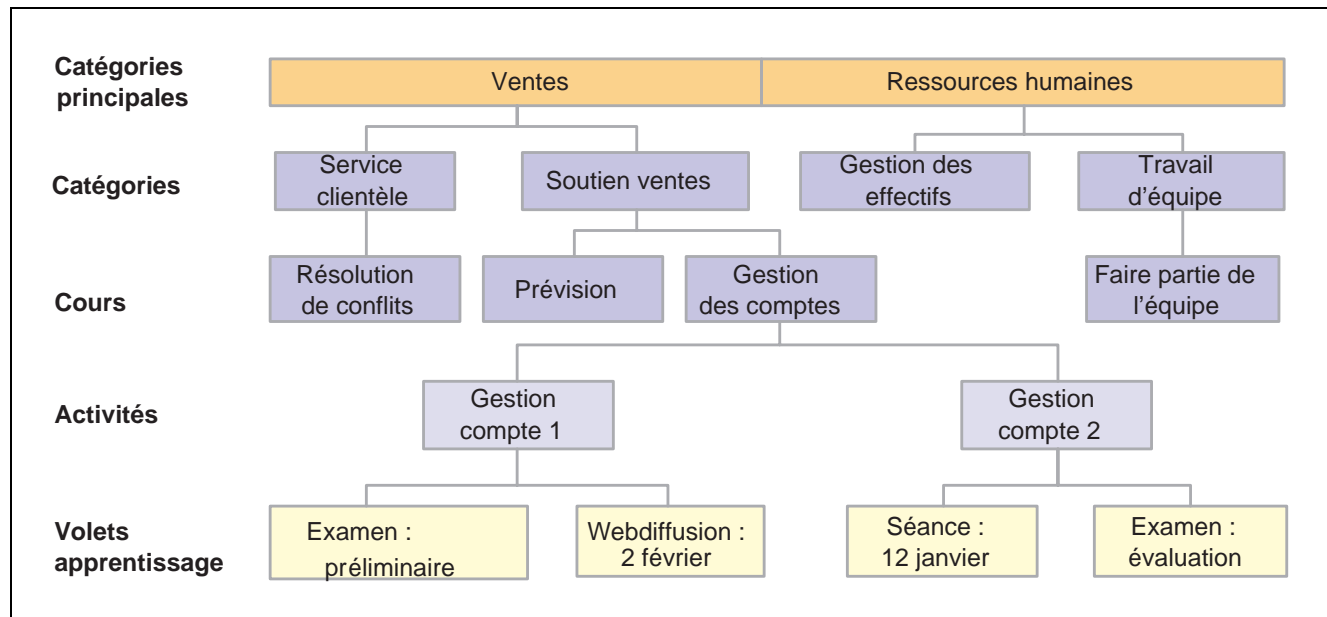 Catégories
principales
Ventes
Ressources humaines
Catégories
Service
clientèle
Soutien ventes
Gestion des
effectifs
Travail
d’équipe
Cours
Résolution
de conflits
Prévision
Gestion
des comptes
Faire partie de
l’équipe
Activités
Gestion
compte 1
Gestion
compte 2
Volets
apprentissage
Examen :
préliminaire
Webdiffusion :
2 février
Séance :
12 janvier
Examen :
évaluation